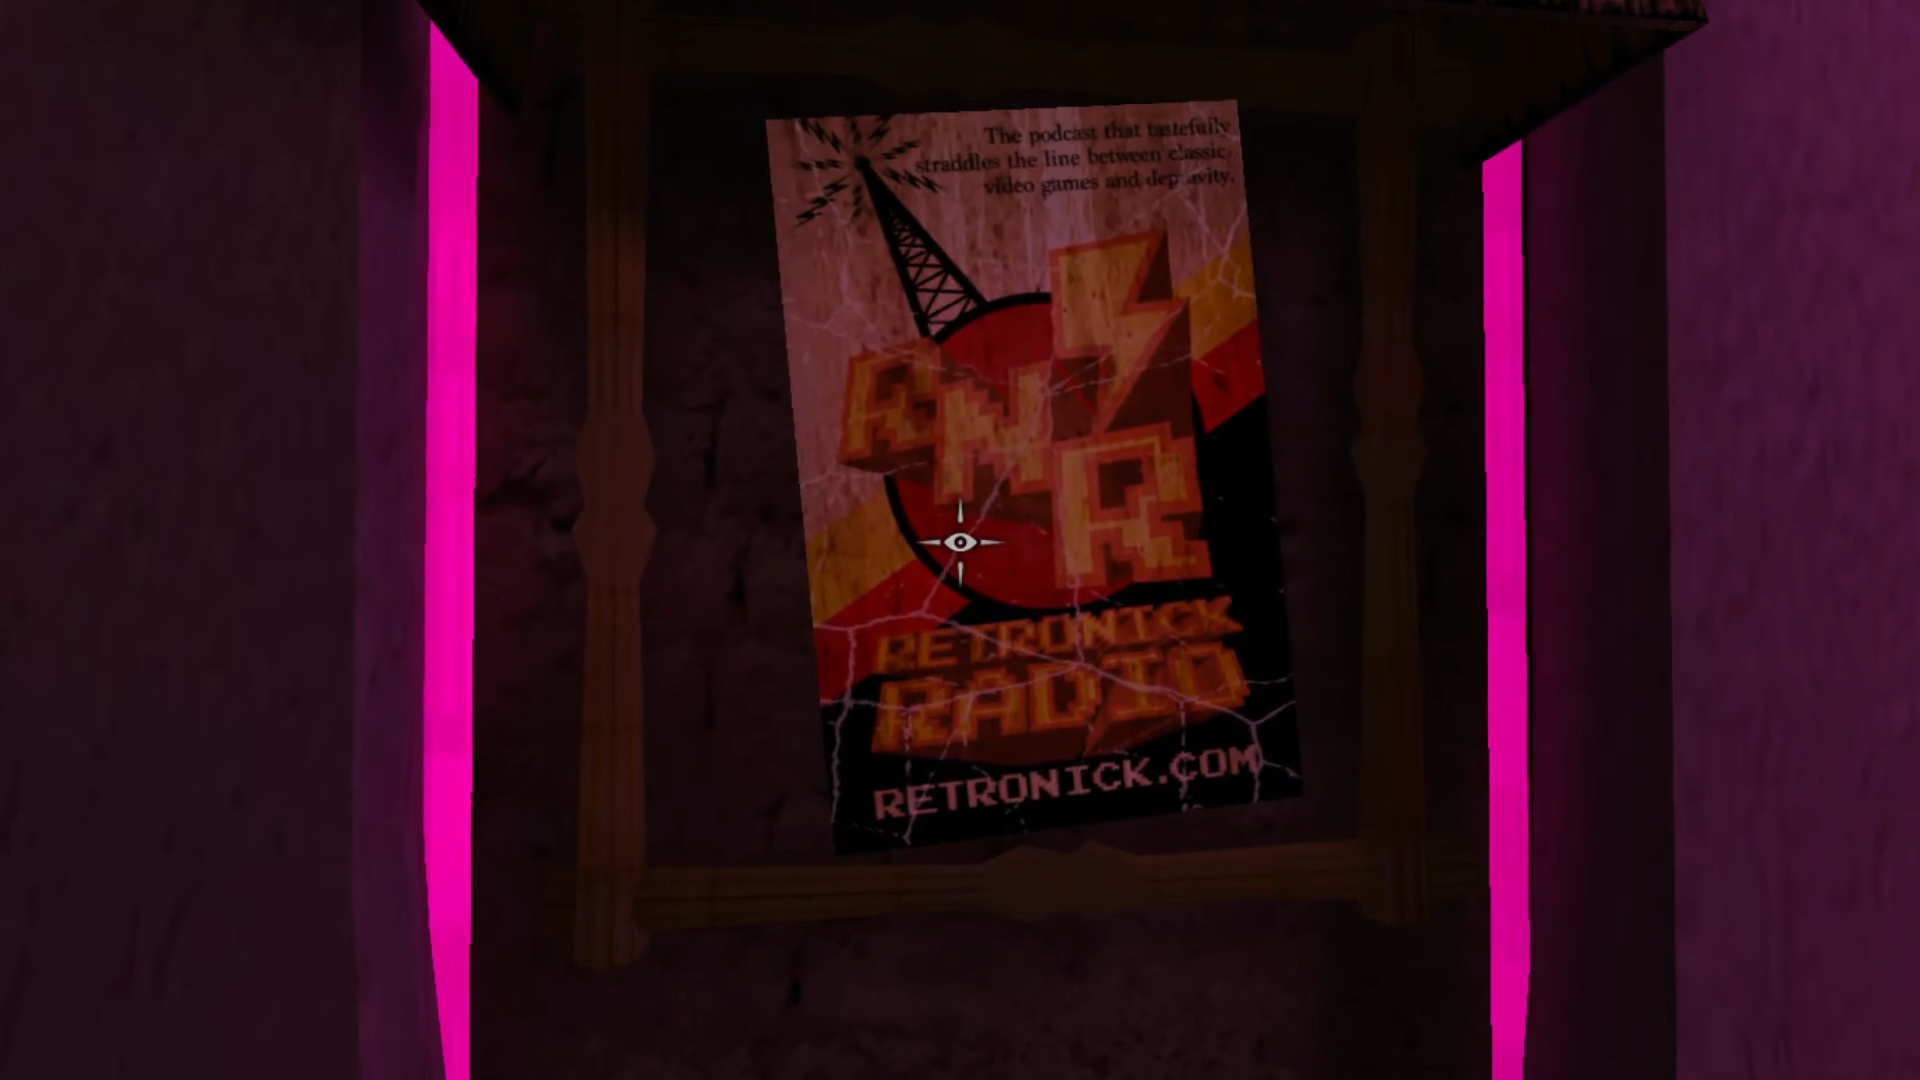 The podcast that tastefully
straddles the line between classic
video games and depravity.
RNR
RETRONICK
RADIO
RETRONICK.COM